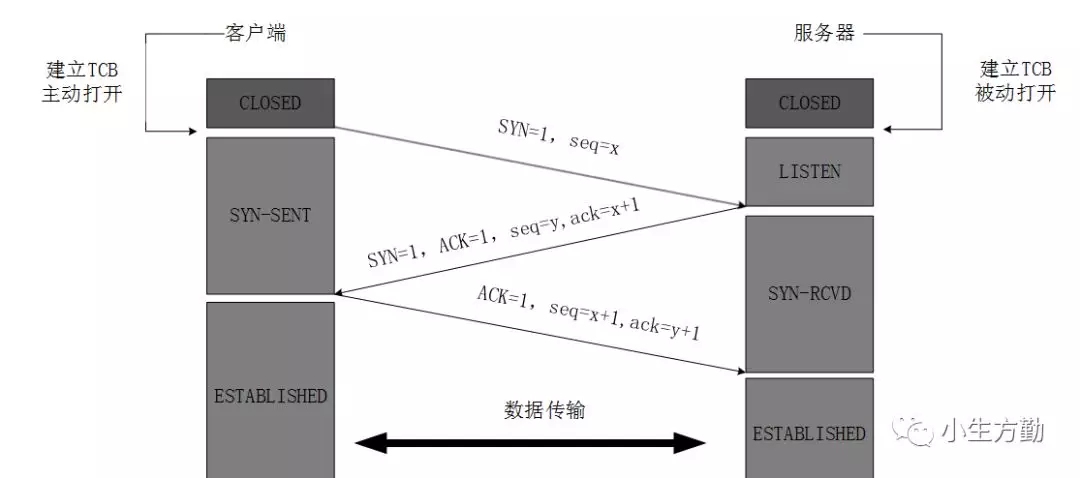 客户端
服务器
建立TCB
主动打开
建立TCB
被动打开
CLOSED
CLOSED
SYN=1, seq=x
LISTEN
SYN-SENT
SYN=1, ACK=1, seq=y,ack=x+1
SYN-RCVD
ACK=1, seq=x+1,ack=y+1
ESTABLISHED
数据传输
ESTABLISHED
小生方勤